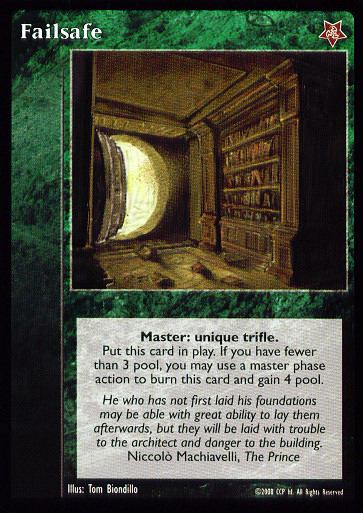 Failsafe
Master: unique trifle.
Put this card in play. If you have fewer
than 3 pool, you may use a master phase
action to burn this card and gain 4 pool.
He who has not first laid his foundations
may be able with great ability to lay them
afterwards, but they will be laid with trouble
to the architect and danger to the building.
Niccolò Machiavelli, The Prince
Illus: Tom Biondillo
©2008 CCP hf. All Rights Reserved